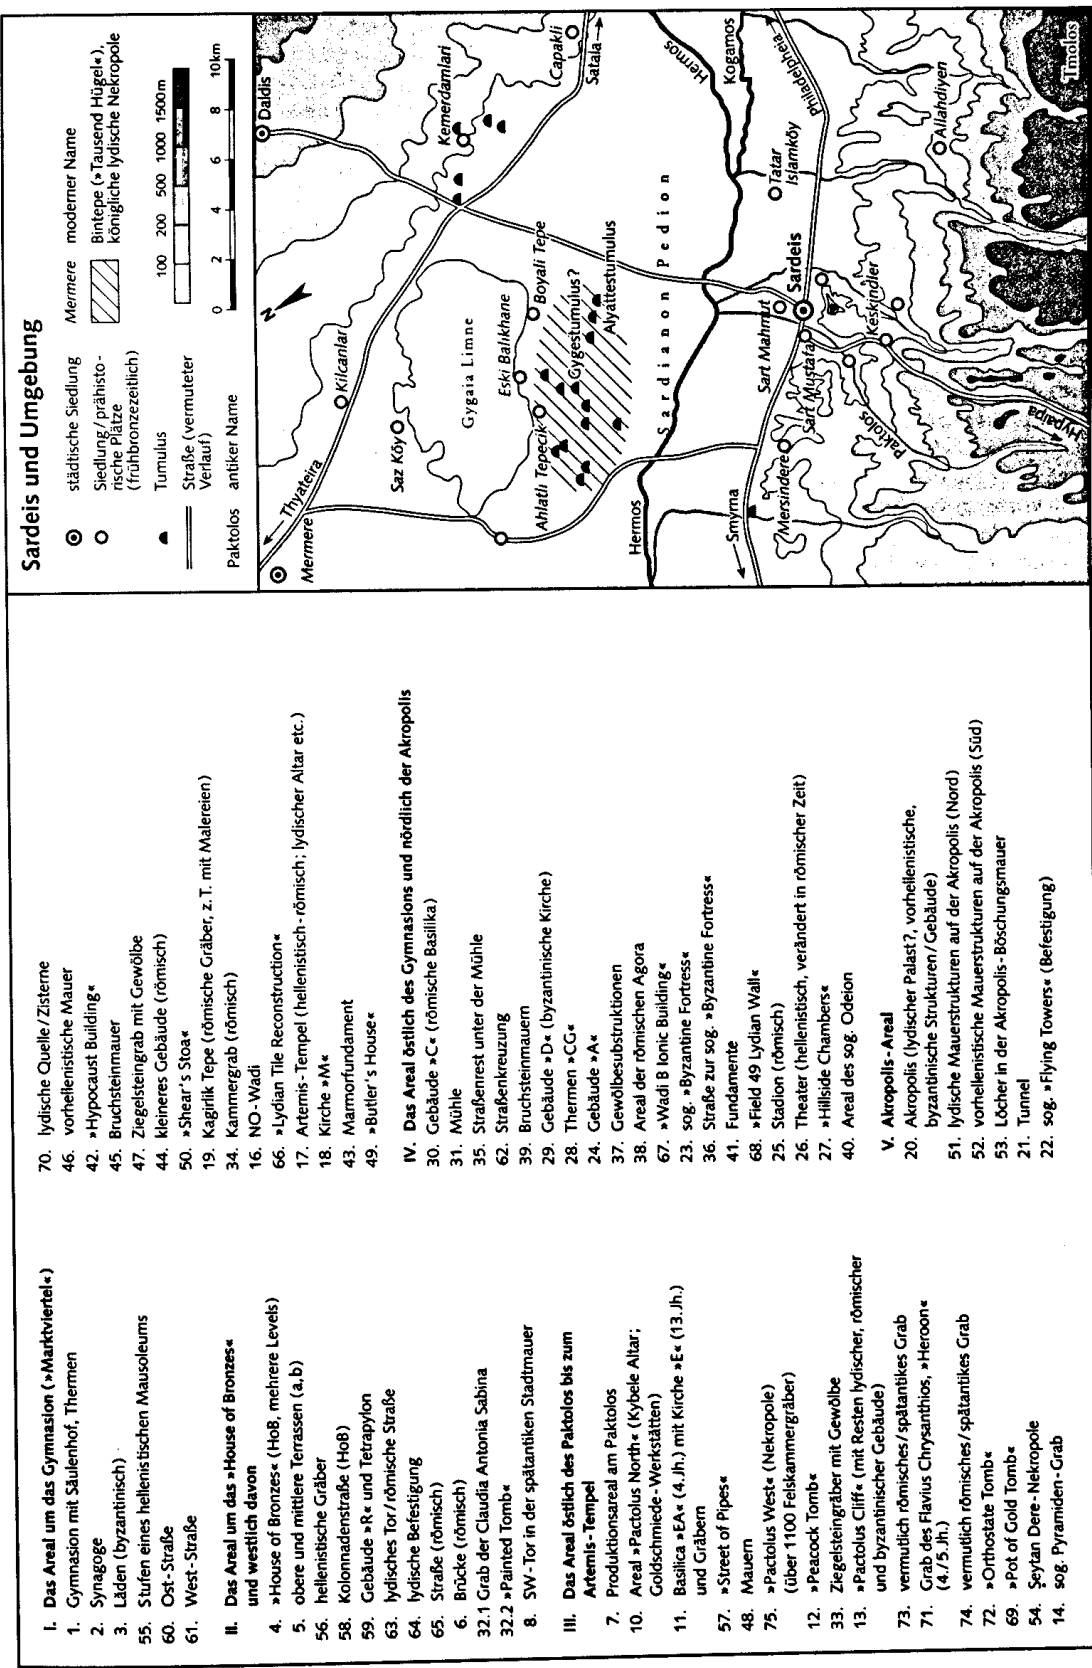 I. Das Areal um das Gymnasion (»Marktviertel«)
1. Gymnasion mit Säulenhof, Thermen
2. Synagoge
3. Läden (byzantinisch)
55. Stufen eines hellenistischen Mausoleums
60. Ost-Straße
61. West-Straße
II. Das Areal um das »House of Bronzes«
und westlich davon
4. »House of Bronzes« (HoB, mehrere Levels)
5. obere und mittlere Terrassen (a,b)
56. hellenistische Gräber
58. Kolonnadenstraße (HoB)
59. Gebäude »R« und Tetrapylon
63. lydisches Tor/römische Straße
64. lydische Befestigung
65. Straße (römisch)
6. Brücke (römisch)
32.1 Grab der Claudia Antonia Sabina
32.2 »Painted Tomb«
8. SW-Tor in der spätantiken Stadtmauer
III. Das Areal östlich des Paktolos bis zum
Artemis-Tempel
7. Produktionsareal am Paktolos
10. Areal »Pactolus North« (Kybele Altar;
Goldschmiede-Werkstätten)
11. Basilica »EA« (4. Jh.) mit Kirche »E« (13. Jh.)
und Gräbern
57. »Street of Pipes«
48. Mauern
75. »Pactolus West« (Nekropole)
(über 1100 Felskammergräber)
12. »Peacock Tomb«
33. Ziegelsteingräber mit Gewölbe
13. »Pactolus Cliff« (mit Resten lydischer, römischer
und byzantinischer Gebäude)
73. vermutlich römisches/spätantikes Grab
71. Grab des Flavius Chrysanthios, »Heroon«
(4./5. Jh.)
74. vermutlich römisches/spätantikes Grab
72. »Orthostate Tomb«
69. »Pot of Gold Tomb«
54. Şeytan Dere-Nekropole
14. sog. Pyramiden-Grab
70. lydische Quelle/Zisterne
46. vorhellenistische Mauer
42. »Hypocaust Building«
45. Bruchsteinmauer
47. Ziegelsteingrab mit Gewölbe
44. kleineres Gebäude (römisch)
50. »Shear's Stoa«
19. Kagirlik Tepe (römische Gräber, z.T. mit Malereien)
34. Kammergrab (römisch)
16. NO-Wadi
66. »Lydian Tile Reconstruction«
17. Artemis-Tempel (hellenistisch-römisch; lydischer Altar etc.)
18. Kirche »M«
43. Marmorfundament
49. »Butler's House«
IV. Das Areal östlich des Gymnasions und nördlich der Akropolis
30. Gebäude »C« (römische Basilika)
31. Mühle
35. Straßenrest unter der Mühle
62. Straßenkreuzung
39. Bruchsteinmauern
29. Gebäude »D« (byzantinische Kirche)
28. Thermen »CG«
24. Gebäude »A«
37. Gewölbesubstruktionen
38. Areal der römischen Agora
67. »Wadi B Ionic Building«
23. sog. »Byzantine Fortress«
36. Straße zur sog. »Byzantine Fortress«
41. Fundamente
68. »Field 49 Lydian Wall«
25. Stadion (römisch)
26. Theater (hellenistisch, verändert in römischer Zeit)
27. »Hillside Chambers«
40. Areal des sog. Odeion
V. Akropolis-Areal
20. Akropolis (lydischer Palast?, vorhellenistische,
byzantinische Strukturen/Gebäude)
51. lydische Mauerstrukturen auf der Akropolis (Nord)
52. vorhellenistische Mauerstrukturen auf der Akropolis (Süd)
53. Löcher in der Akropolis-Böschungsmauer
21. Tunnel
22. sog. »Flying Towers« (Befestigung)
Sardeis und Umgebung
städtische Siedlung
Siedlung/prähisto-
rische Plätze
(frühbronzezeitlich)
Tumulus
Straße (vermuteter
Verlauf)
Paktolos antiker Name
Mermere moderner Name
Bintepe (»Tausend Hügel«),
königliche lydische Nekropole
100 200 500 1000 1500m
0 2 4 6 8 10km
N
Daldis
Thyateira
Mermere
Kilcanlari
Kemerdamlari
Capakli
Satala
Saz Köy
Gygaia Limne
Eski Balikhane
Boyali Tepe
Ahlatli Tepecik
Gygestumulus?
Alyattestumulus
Hermos
Hermos
Kogamos
Sardianon Pedion
Tatar
Islamköy
Philadelpheia
Smyrna
Sart Mahmut
Sardeis
Sart Mustafa
Mersindere
Keskindler
Allahdiyen
Paktolos
Hypaipa
Tmolos